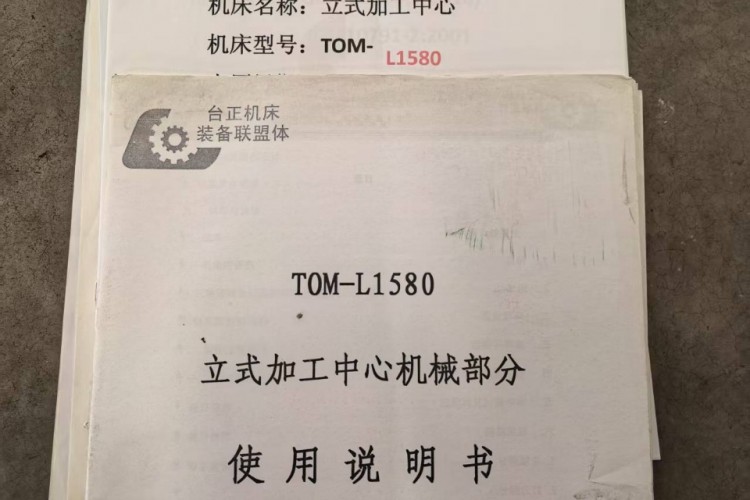 机床名称：立式加工中心
机床型号：TOM-L1580
台正机床
装备联盟体
TOM-L1580
立式加工中心机械部分
使用说明书